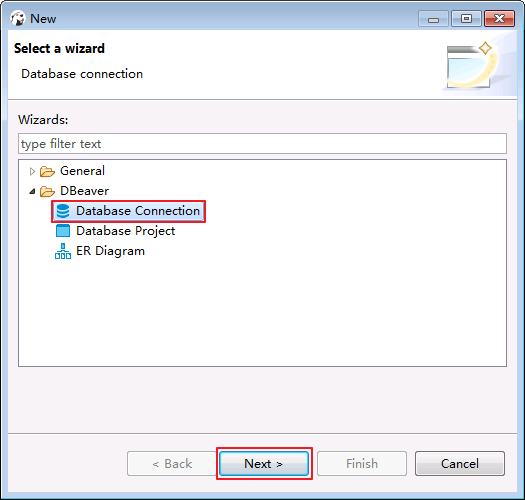 New
Select a wizard
Database connection
Wizards:
type filter text
General
DBeaver
Database Connection
Database Project
ER Diagram
< Back
Next >
Finish
Cancel